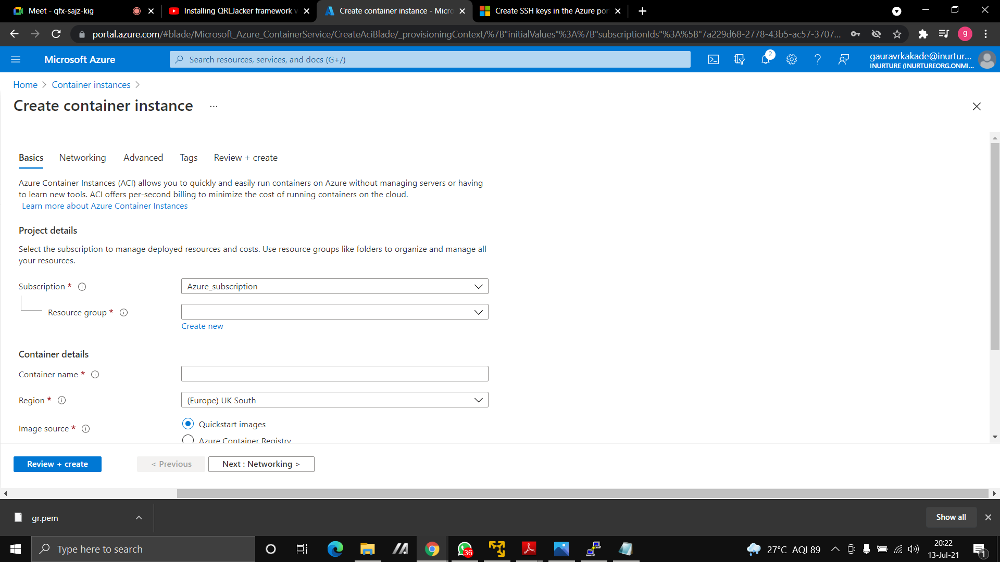 Meet - qfx-sajz-kig
Installing QRLJacker framework
Create container instance - Micro
Create SSH keys in the Azure por
portal.azure.com/#blade/Microsoft_Azure_ContainerService/CreateAciBlade/_provisioningContext/%7B"initialValues"%3A%7B"subscriptionIds"%3A%5B"7a229d68-2778-43b5-ac57-3707...
g
Microsoft Azure
Search resources, services, and docs (G+/)
2
gauravrkakade@inurtur...
INURTURE (INURTUREORG.ONMI...
Home > Container instances >
Create container instance ...
Basics Networking Advanced Tags Review + create
Azure Container Instances (ACI) allows you to quickly and easily run containers on Azure without managing servers or having
to learn new tools. ACI offers per-second billing to minimize the cost of running containers on the cloud.
Learn more about Azure Container Instances
Project details
Select the subscription to manage deployed resources and costs. Use resource groups like folders to organize and manage all
your resources.
Subscription * Azure_subscription
Resource group *
Create new
Container details
Container name *
Region * (Europe) UK South
Image source * Quickstart images
Azure Container Registry
Review + create < Previous Next : Networking >
gr.pem Show all
Type here to search
36
27°C AQI 89
20:22
13-Jul-21
1